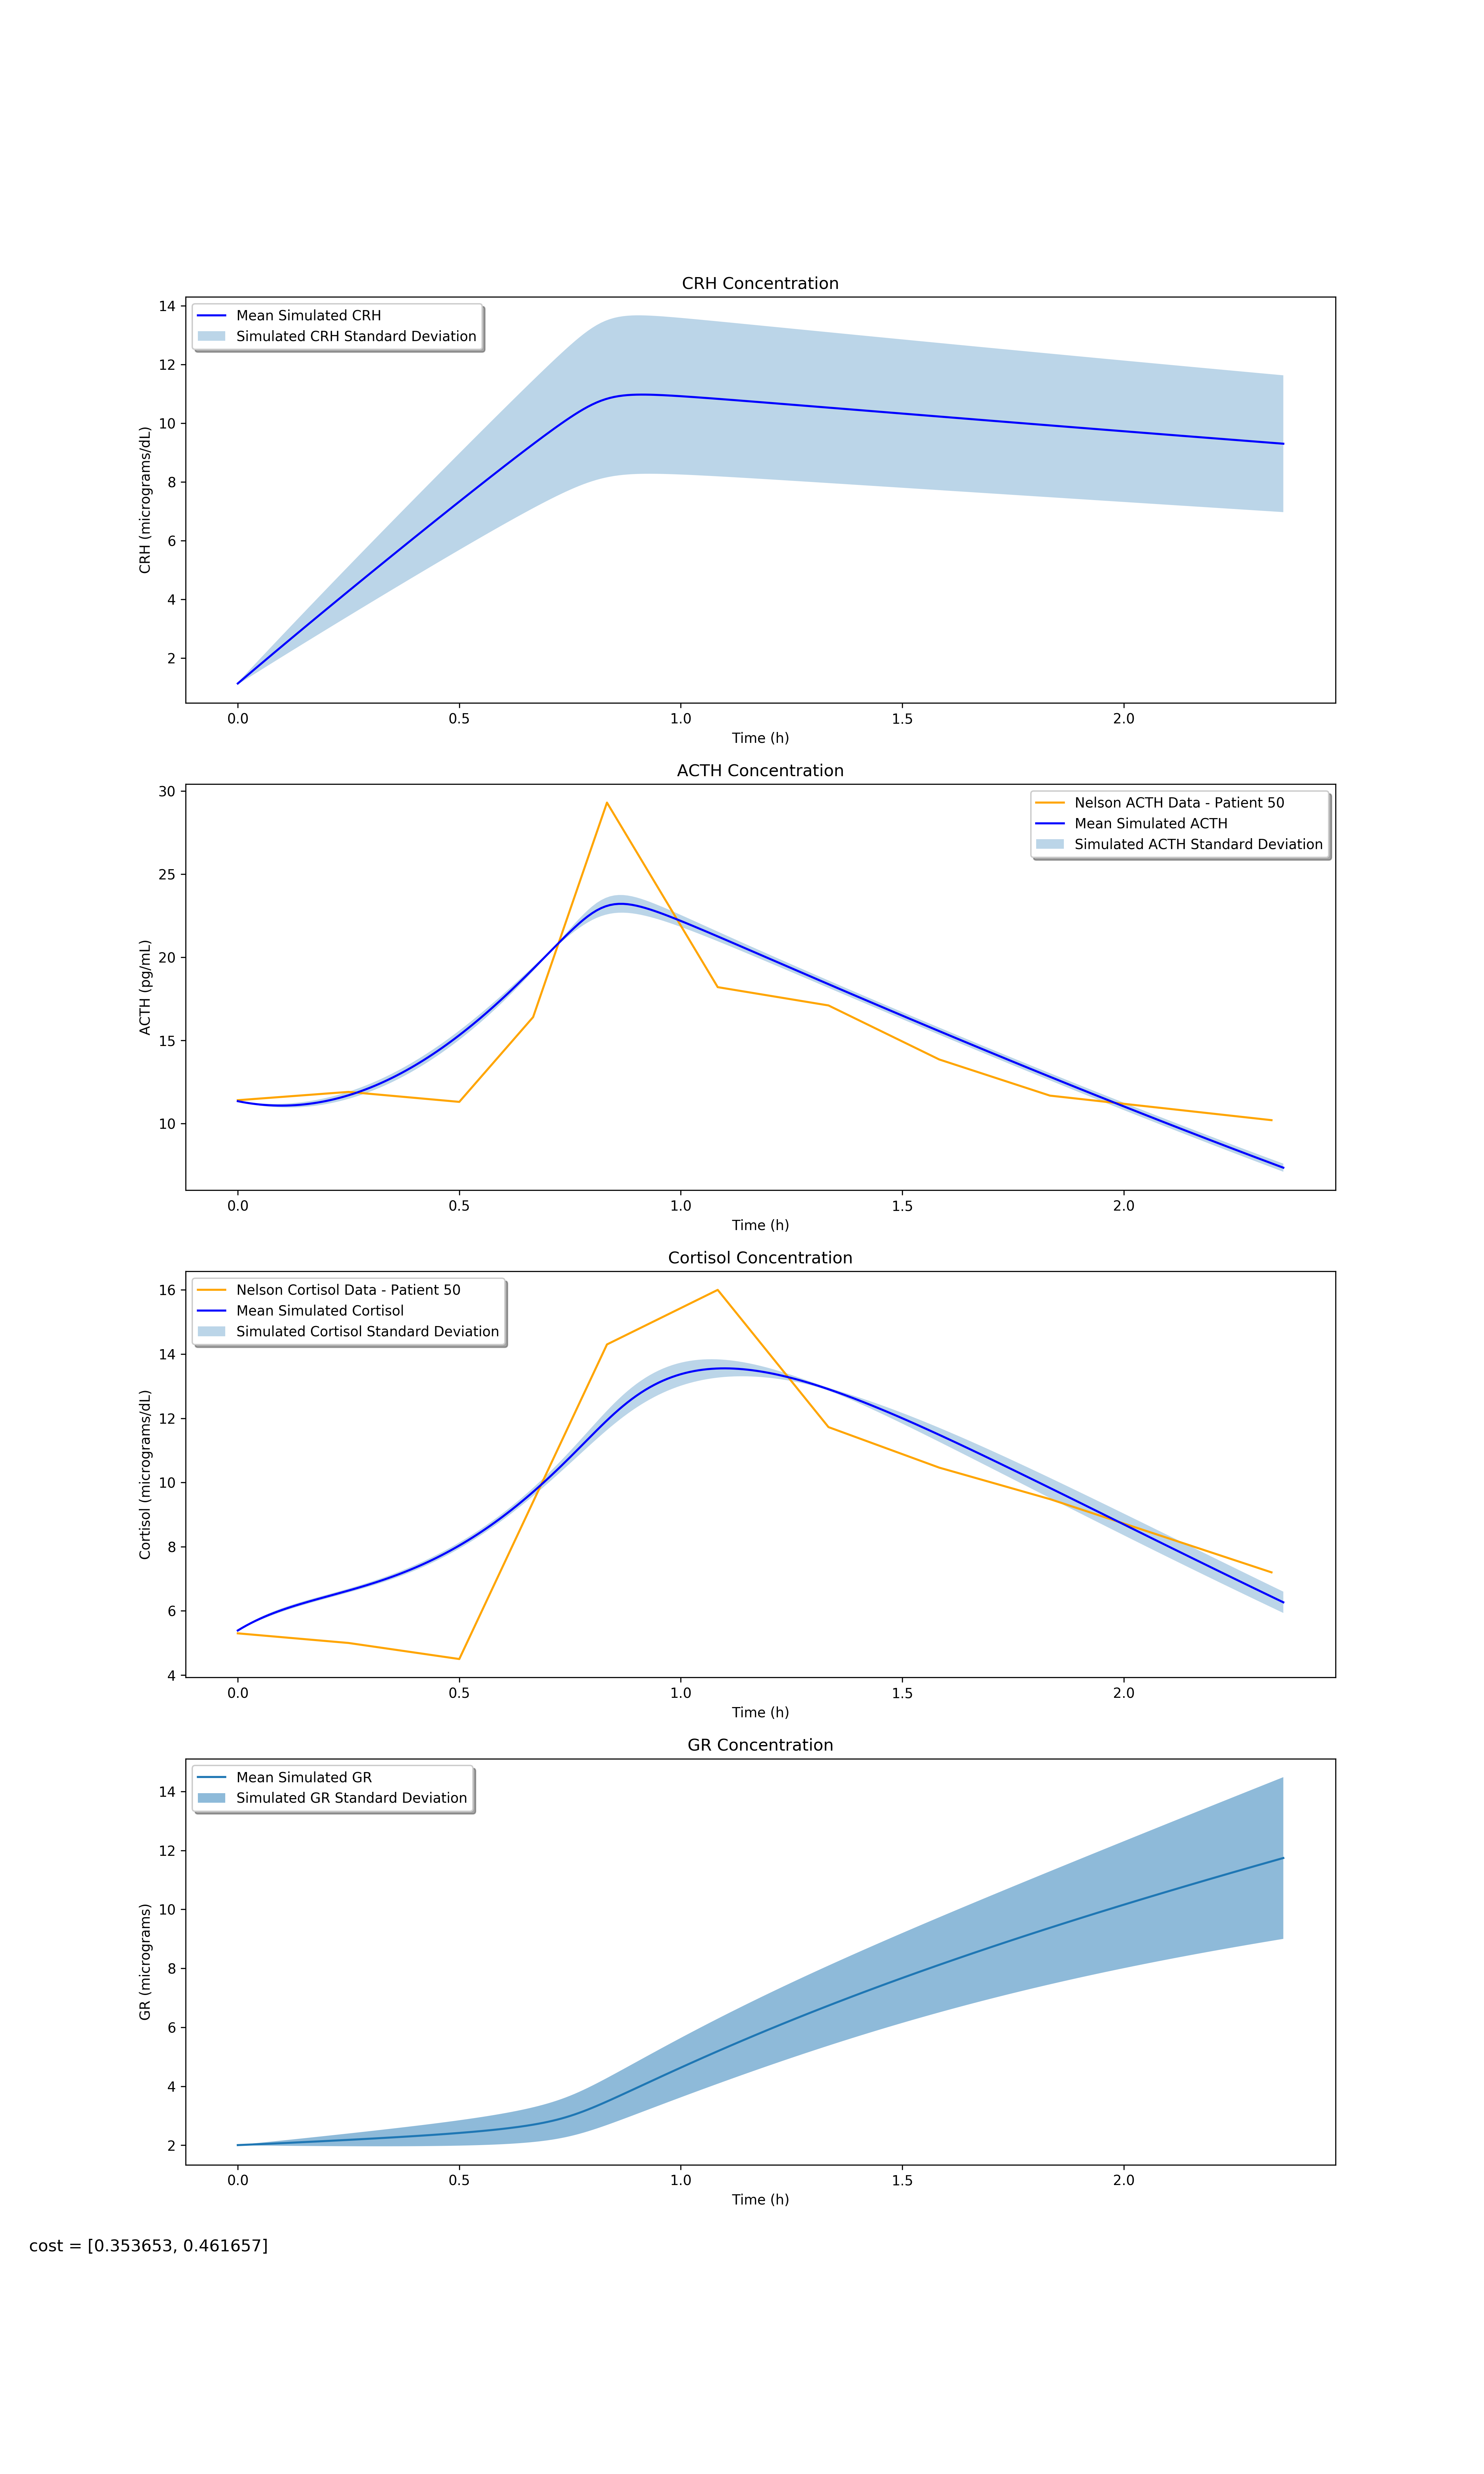 CRH Concentration
14
12
10
8
6
4
2
CRH (micrograms/dL)
Mean Simulated CRH
Simulated CRH Standard Deviation
0.0 0.5 1.0 1.5 2.0
Time (h)
ACTH Concentration
30
25
20
15
10
ACTH (pg/mL)
Nelson ACTH Data - Patient 50
Mean Simulated ACTH
Simulated ACTH Standard Deviation
0.0 0.5 1.0 1.5 2.0
Time (h)
Cortisol Concentration
16
14
12
10
8
6
4
Cortisol (micrograms/dL)
Nelson Cortisol Data - Patient 50
Mean Simulated Cortisol
Simulated Cortisol Standard Deviation
0.0 0.5 1.0 1.5 2.0
Time (h)
GR Concentration
14
12
10
8
6
4
2
GR (micrograms)
Mean Simulated GR
Simulated GR Standard Deviation
0.0 0.5 1.0 1.5 2.0
Time (h)
cost = [0.353653, 0.461657]